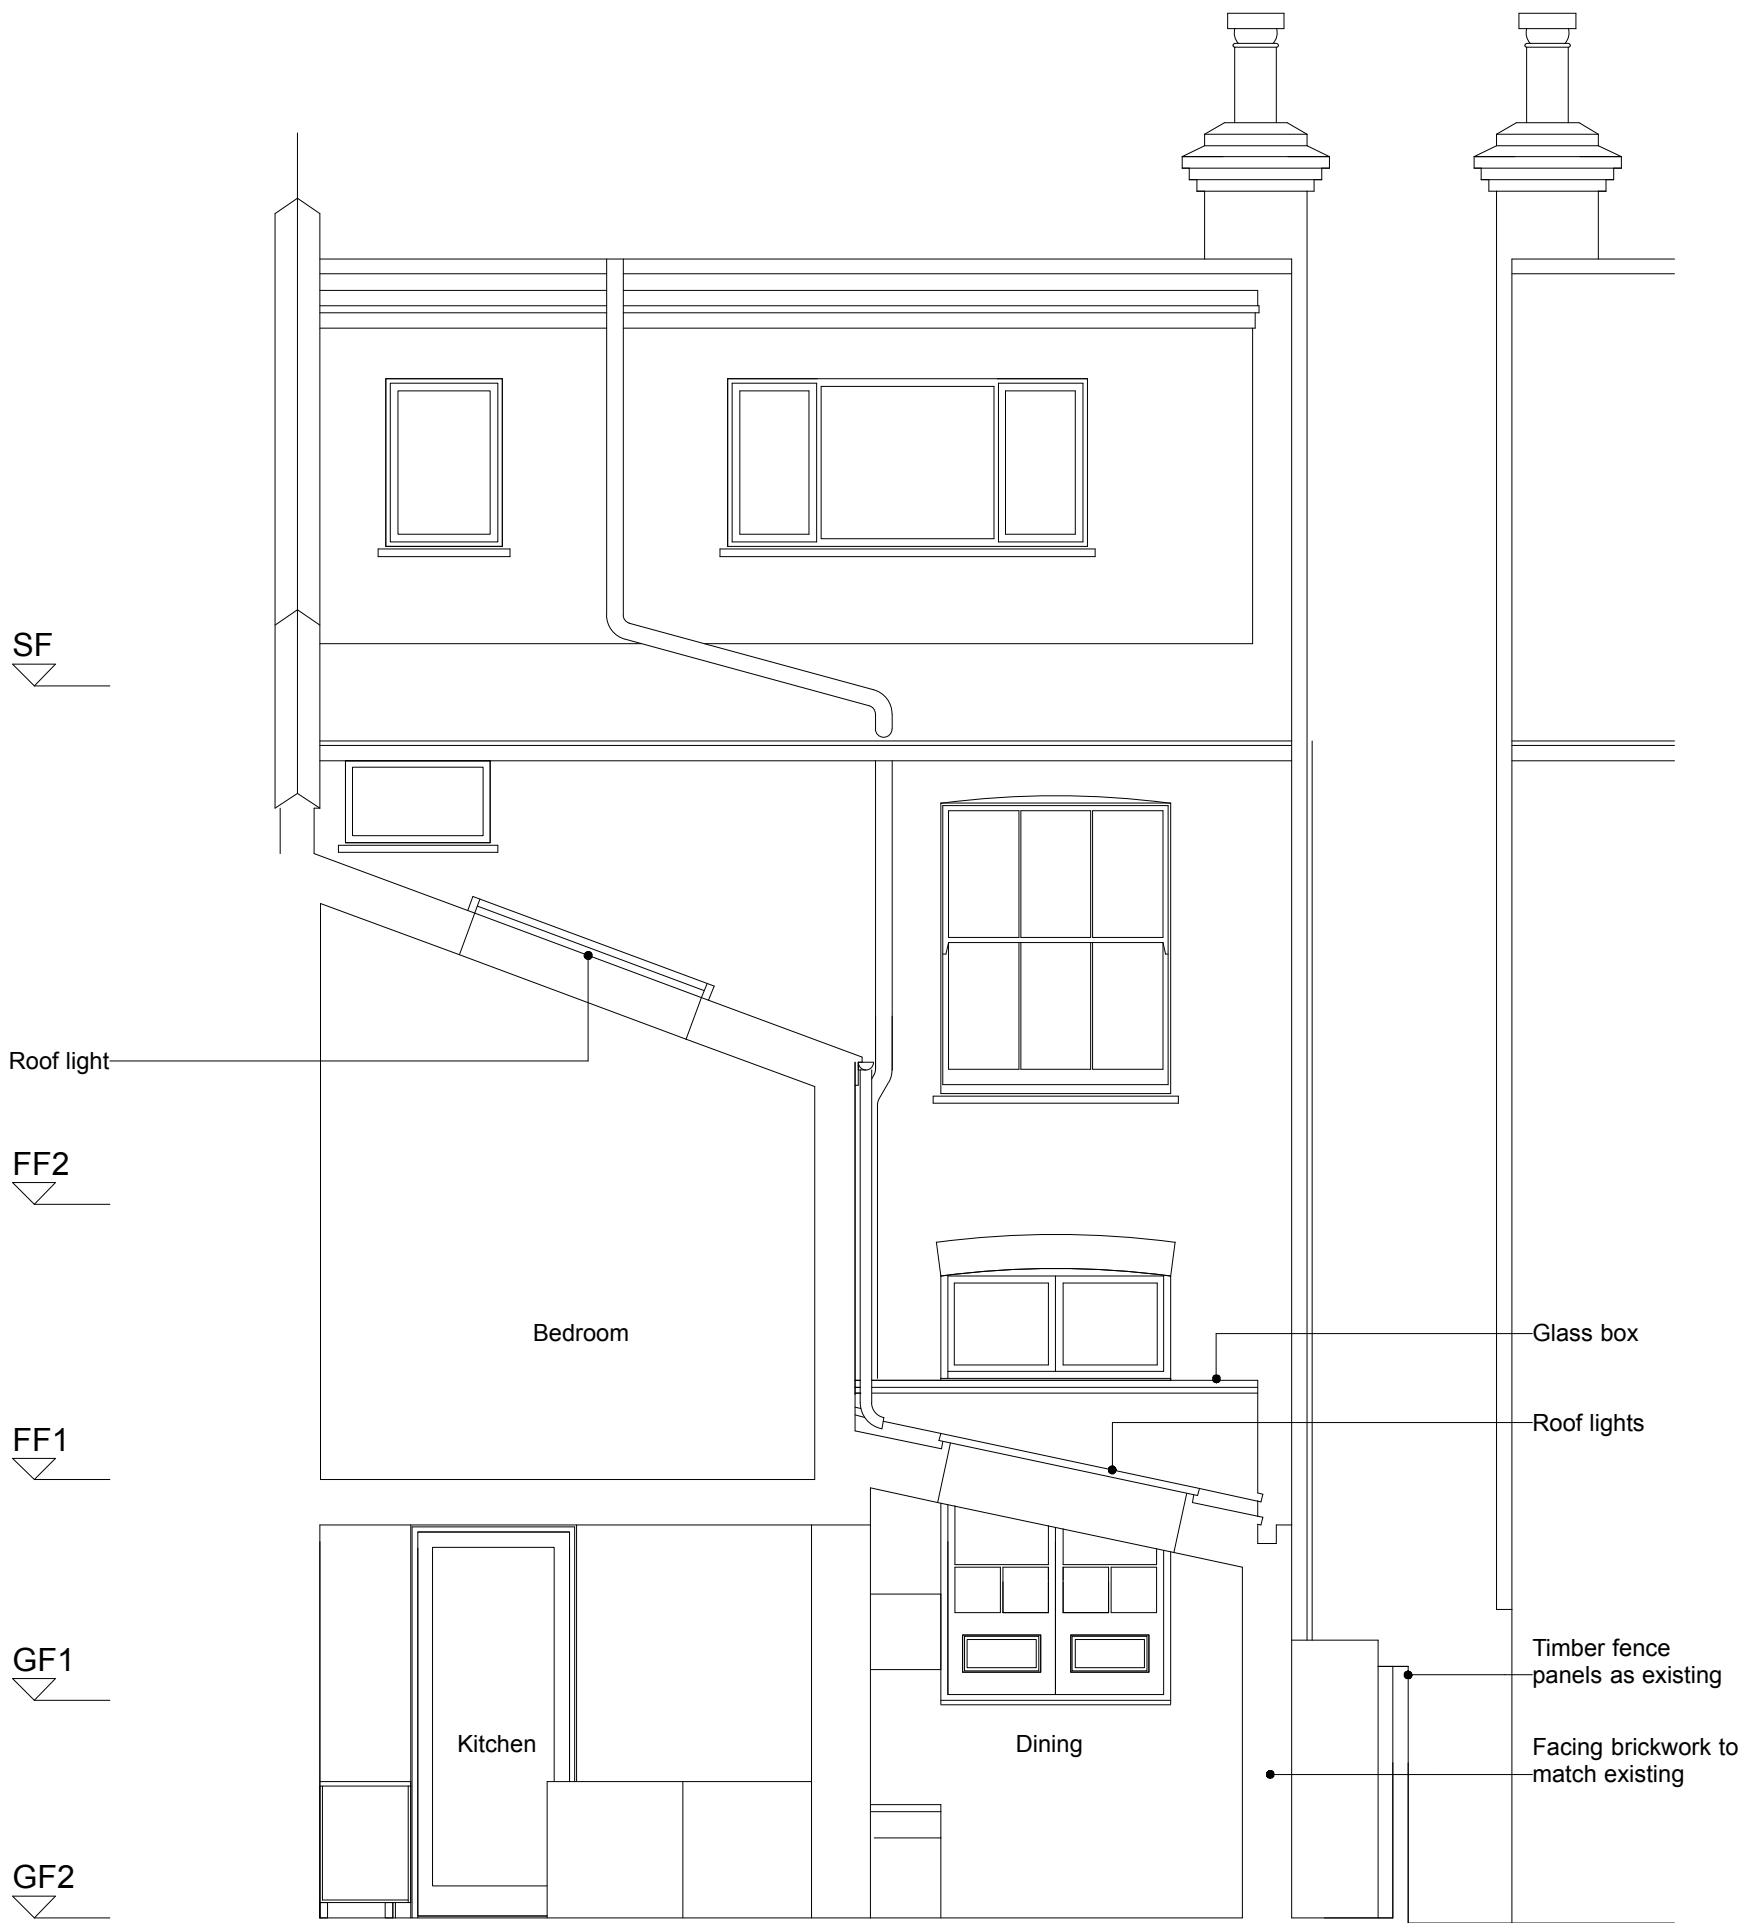 SF
Roof light
FF2
Bedroom
Glass box
FF1
Roof lights
GF1
Timber fence
panels as existing
Kitchen
Dining
Facing brickwork to
match existing
GF2